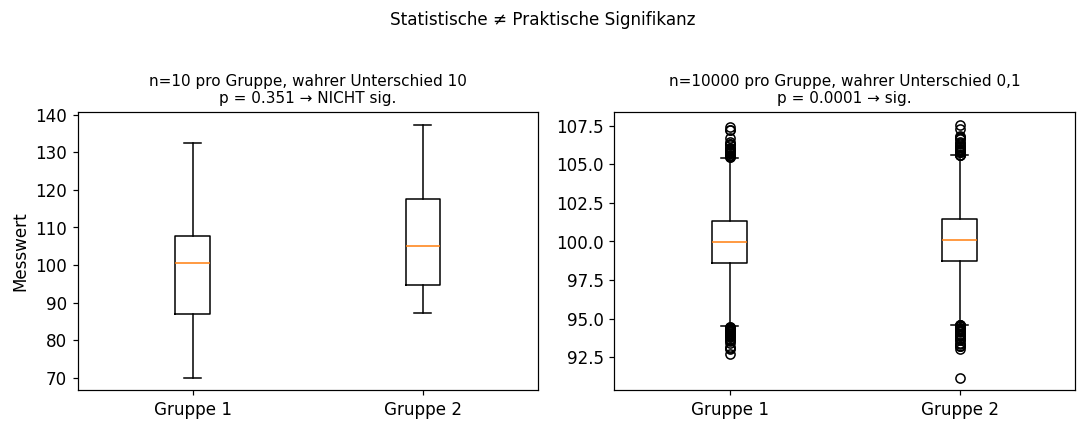 Statistische ≠ Praktische Signifikanz
n=10 pro Gruppe, wahrer Unterschied 10
p = 0.351 → NICHT sig.
Messwert
140
130
120
110
100
90
80
70
Gruppe 1
Gruppe 2
n=10000 pro Gruppe, wahrer Unterschied 0,1
p = 0.0001 → sig.
107.5
105.0
102.5
100.0
97.5
95.0
92.5
Gruppe 1
Gruppe 2